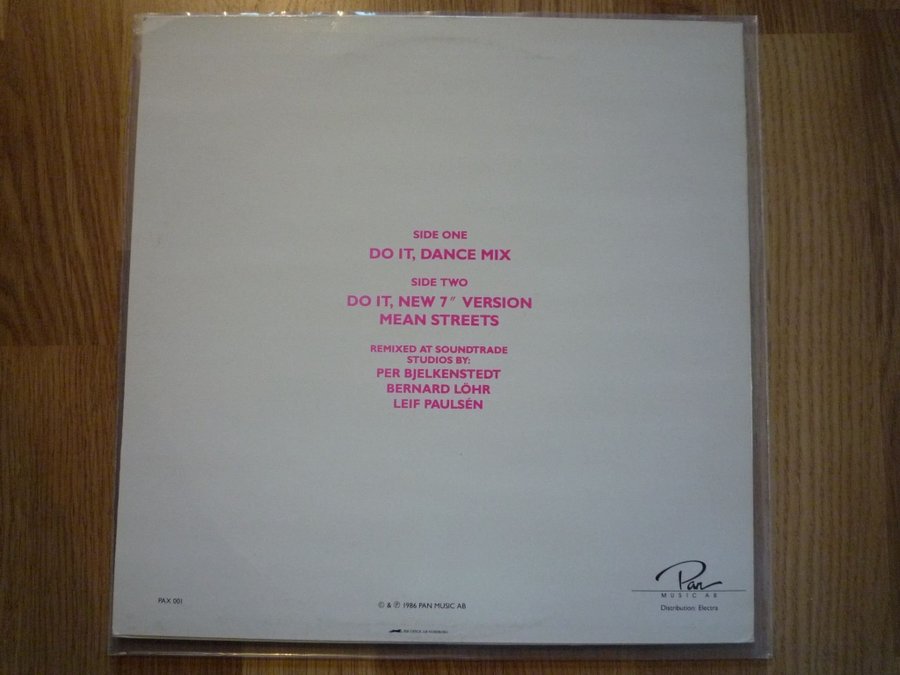 SIDE ONE
DO IT, DANCE MIX
SIDE TWO
DO IT, NEW 7″ VERSION
MEAN STREETS
REMIXED AT SOUNDTRADE
STUDIOS BY:
PER BJELKENSTEDT
BERNARD LÖHR
LEIF PAULSÉN
Pan
MUSIC AB
Distribution: Electra
PAX 001
© & ℗ 1986 PAN MUSIC AB